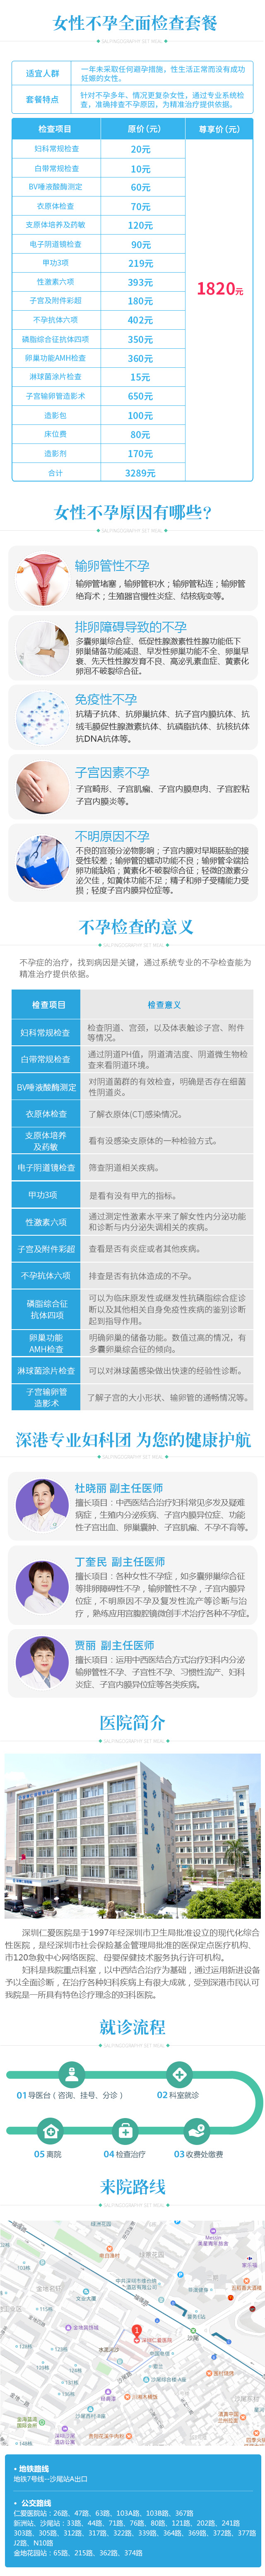 女性不孕全面检查套餐
适宜人群
一年未采取任何避孕措施，性生活正常而没有成功
妊娠的女性。
套餐特点
针对不孕多年、情况更复杂女性，通过专业系统检
查，准确排查不孕原因，为精准治疗提供依据。
检查项目 原价(元) 尊享价(元)
妇科常规检查 20元
白带常规检查 10元
BV唾液酸酶测定 60元
衣原体检查 70元
支原体培养及药敏 120元
电子阴道镜检查 90元
甲功3项 219元
性激素六项 393元
1820元
子宫及附件彩超 180元
不孕抗体六项 402元
磷脂综合征抗体四项 350元
卵巢功能AMH检查 360元
淋球菌涂片检查 15元
子宫输卵管造影术 650元
造影包 100元
床位费 80元
造影剂 170元
合计 3289元
女性不孕原因有哪些?
输卵管性不孕
输卵管堵塞，输卵管积水；输卵管粘连；输卵管
绝育术；生殖器官慢性炎症、结核病变等。
排卵障碍导致的不孕
多囊卵巢综合症、低促性腺激素性性腺功能低下
卵巢储备功能减退、早发性卵巢功能不全、卵巢早
衰、先天性性腺发育不良、高泌乳素血症、黄素化
卵泡不破裂综合征。
免疫性不孕
抗精子抗体、抗卵巢抗体、抗子宫内膜抗体、抗
绒毛膜促性腺激素抗体、抗磷脂抗体、抗核抗体
抗DNA抗体等。
子宫因素不孕
子宫畸形、子宫肌瘤、子宫内膜息肉、子宫腔粘
子宫内膜炎等。
不明原因不孕
不良的宫颈分泌物影响；子宫内膜对早期胚胎的接
受性较差；输卵管的蠕动功能不良；输卵管伞端拾
卵功能缺陷；黄素化不破裂综合征；轻微的激素分
泌欠佳，如黄体功能不足；精子和卵子受精能力受
损；轻度子宫内膜异位症等。
不孕检查的意义
不孕症的治疗，找到病因是关键，通过系统专业的不孕检查能为
精准治疗提供依据。
检查项目 检查意义
妇科常规检查
检查阴道、宫颈，以及体表触诊子宫、附件
等情况。
白带常规检查
通过阴道PH值，阴道清洁度、阴道微生物检
查来看阴道环境。
BV唾液酸酶测定
对阴道菌群的有效检查，明确是否存在细菌
性阴道炎。
衣原体检查 了解衣原体(CT)感染情况。
支原体培养
及药敏
看有没感染支原体的一种检验方式。
电子阴道镜检查 筛查阴道相关疾病。
甲功3项 是看有没有甲亢的指标。
性激素六项
通过测定性激素水平来了解女性内分泌功能
和诊断与内分泌失调相关的疾病。
子宫及附件彩超 查看是否有炎症或者其他疾病。
不孕抗体六项 排查是否有抗体造成的不孕。
磷脂综合征
抗体四项
可以为临床原发性或继发性抗磷脂综合症诊
断以及其他相关自身免疫性疾病的鉴别诊断
起到指导作用。
卵巢功能
AMH检查
明确卵巢的储备功能。数值过高的情况，有
多囊卵巢综合征的倾向。
淋球菌涂片检查 可以对淋球菌感染做出快速的经验性诊断。
子宫输卵管
造影术
了解子宫的大小形状、输卵管的通畅情况等。
深港专业妇科团 为您的健康护航
杜晓丽 副主任医师
擅长项目：中西医结合治疗妇科常见多发及疑难
病症，生殖内分泌疾病、子宫内膜异位症、功能
性子宫出血、卵巢囊肿、子宫肌瘤、不孕不育等。
丁奎民 副主任医师
擅长项目：各种女性不孕症，如多囊卵巢综合征
等排卵障碍性不孕，输卵管性不孕，子宫内膜异
位症，不明原因不孕及复发性流产等诊断与治
疗，熟练应用宫腹腔镜微创手术治疗各种不孕症。
贾丽 副主任医师
擅长项目：运用中西医结合方式治疗妇科内分泌
输卵管性不孕、子宫性不孕、习惯性流产、妇科
炎症、子宫内膜异位症等各类疾病。
医院简介
深圳仁爱医院是于1997年经深圳市卫生局批准设立的现代化综合
性医院，是经深圳市社会保险基金管理局批准的医保定点医疗机构、
市120急救中心网络医院、母婴保健技术服务执行许可机构。
妇科是我院重点科室，以中西结合治疗为基础，通过运用新进设备
予以全面诊断，在治疗各种妇科疾病上有很大成就，受到深港市民认可
我院是一所具有特色诊疗理念的妇科医院。
就诊流程
01导医台（咨询、挂号、分诊） 02科室就诊
05离院 04检查治疗 03收费处缴费
来院路线
深圳仁爱医院
沙尾
• 地铁路线
地铁7号线--沙尾站A出口
• 公交路线
仁爱医院站：26路、47路、63路、103A路、103B路、367路
新洲站、沙尾站：33路、44路、71路、76路、80路、121路、202路、241路
303路、305路、312路、317路、322路、339路、364路、369路、372路、377路
J2路、N10路
金地花园站：65路、215路、362路、374路